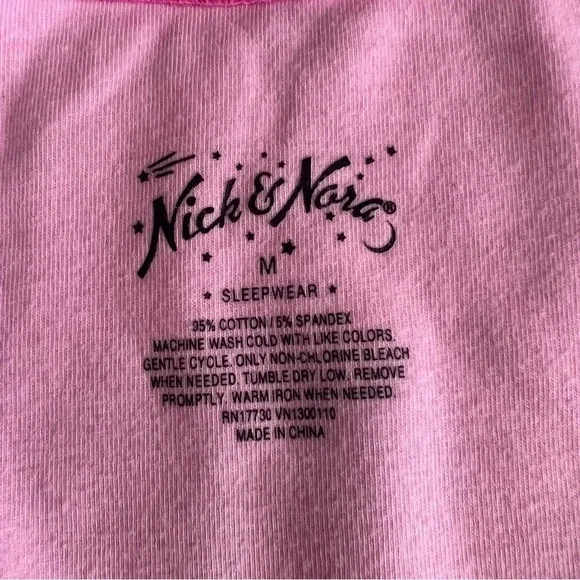 Nick & Nora®
M
SLEEPWEAR
95% COTTON / 5% SPANDEX
MACHINE WASH COLD WITH LIKE COLORS.
GENTLE CYCLE. ONLY NON-CHLORINE BLEACH
WHEN NEEDED. TUMBLE DRY LOW. REMOVE
PROMPTLY. WARM IRON WHEN NEEDED.
RN17730 VN1300110
MADE IN CHINA